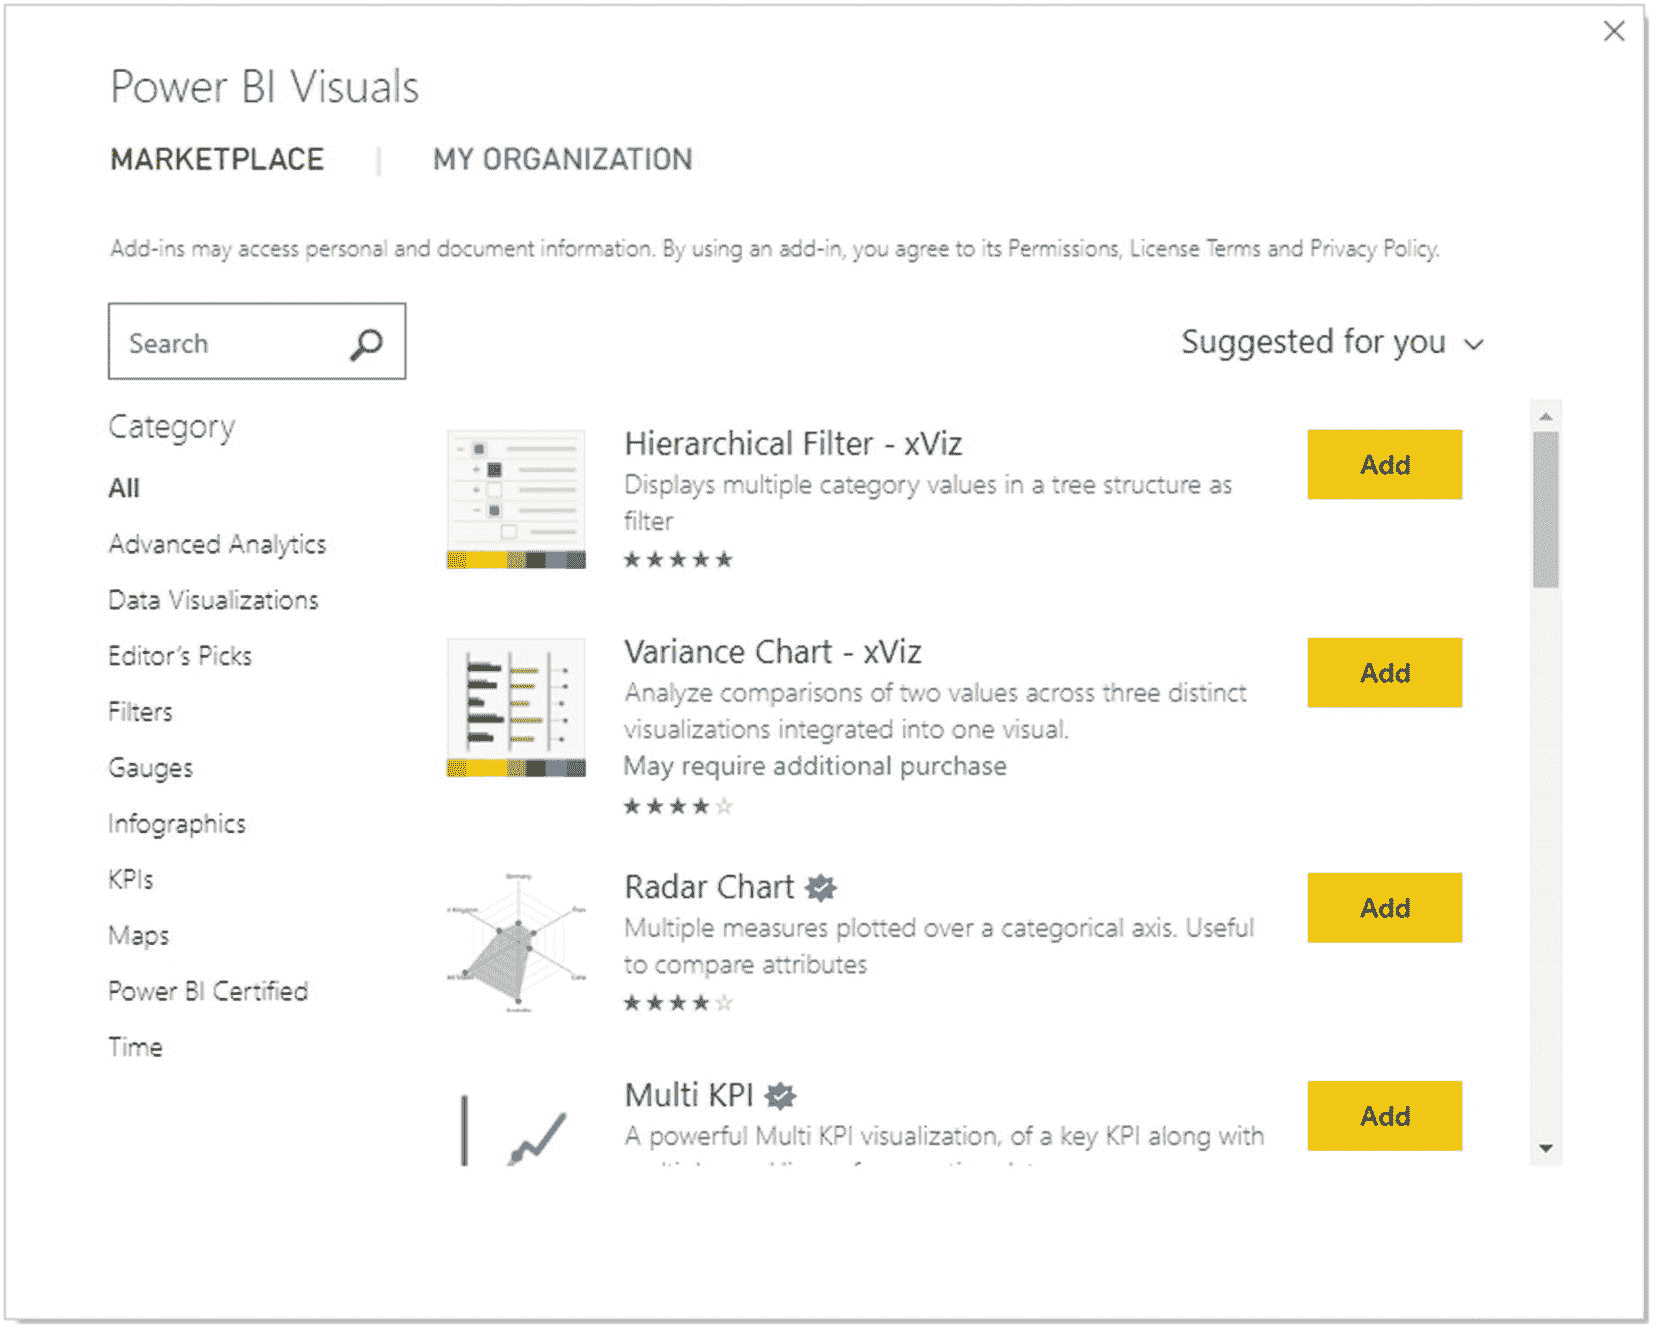 Power BI Visuals
MARKETPLACE | MY ORGANIZATION
Add-ins may access personal and document information. By using an add-in, you agree to its Permissions, License Terms and Privacy Policy.
Search
Suggested for you
Category
All
Advanced Analytics
Data Visualizations
Editor's Picks
Filters
Gauges
Infographics
KPIs
Maps
Power BI Certified
Time
Hierarchical Filter - xViz
Displays multiple category values in a tree structure as
filter
Add
Variance Chart - xViz
Analyze comparisons of two values across three distinct
visualizations integrated into one visual.
May require additional purchase
Add
Germany
Radar Chart
Multiple measures plotted over a categorical axis. Useful
to compare attributes
Add
Multi KPI
A powerful Multi KPI visualization, of a key KPI along with
Add